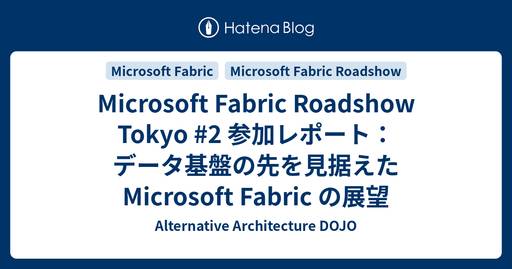 Hatena Blog
Microsoft Fabric Microsoft Fabric Roadshow
Microsoft Fabric Roadshow
Tokyo #2 参加レポート：
データ基盤の先を見据えた
Microsoft Fabric の展望
Alternative Architecture DOJO